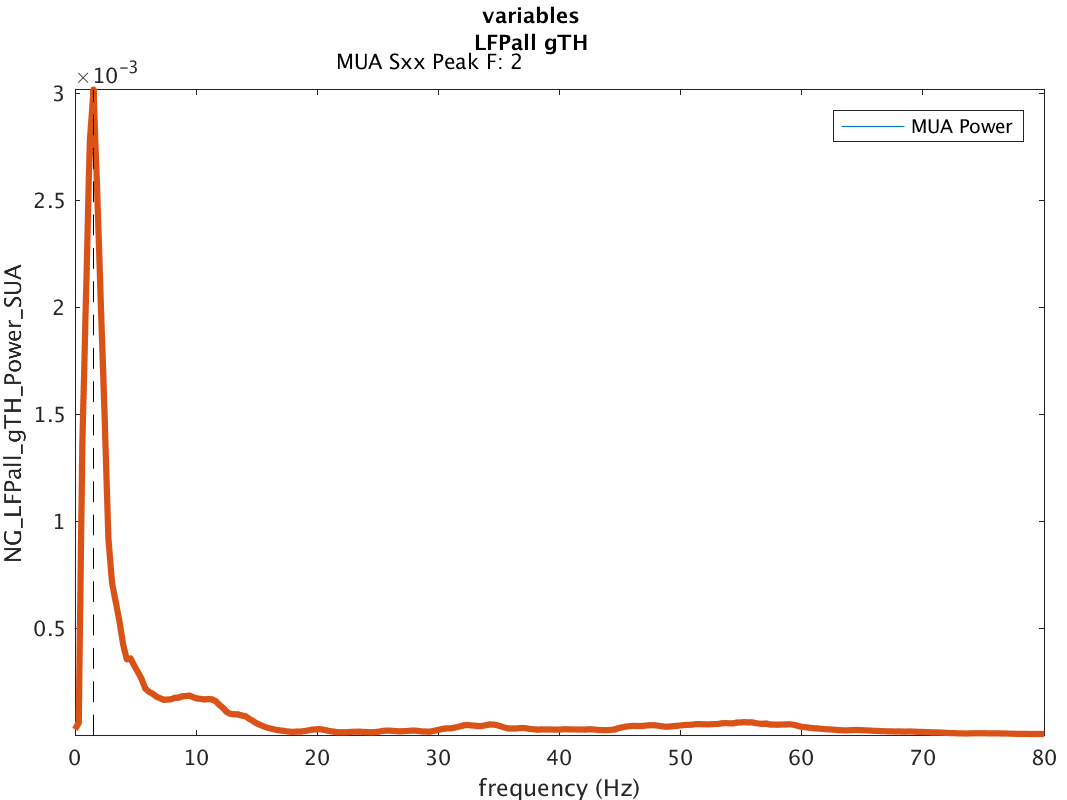 variables
LFPall gTH
MUA Sxx Peak F: 2
×10⁻³
MUA Power
3
2.5
2
1.5
1
0.5
NG_LFPall_gTH_Power_SUA
0 10 20 30 40 50 60 70 80
frequency (Hz)